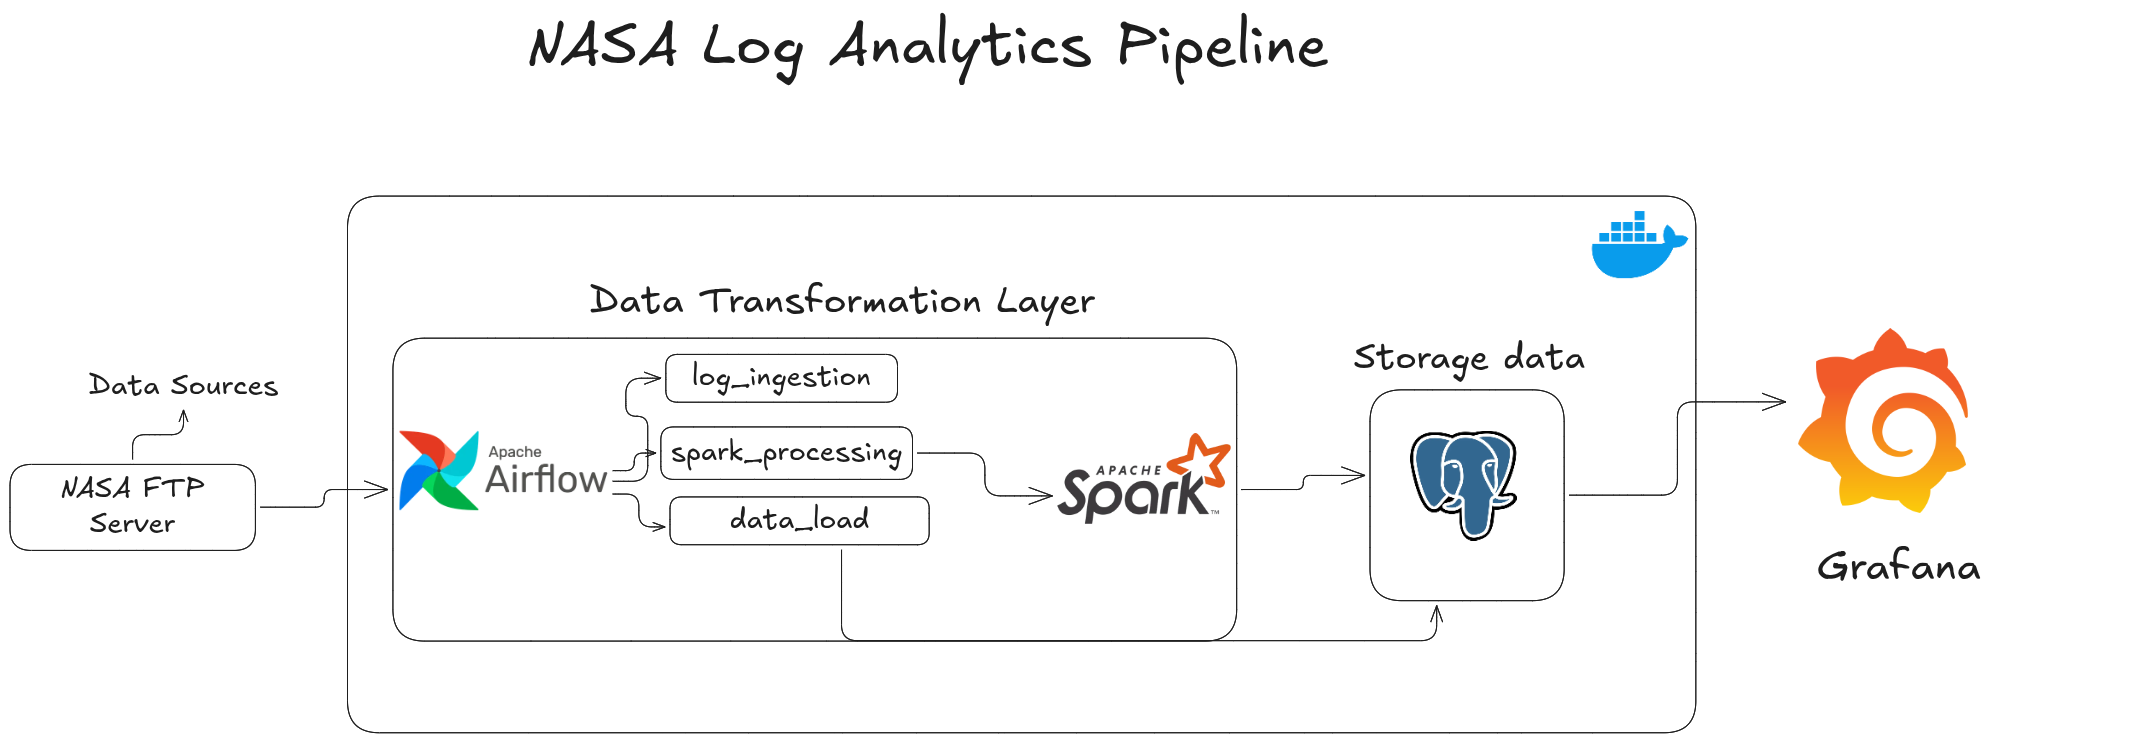 NASA Log Analytics Pipeline
Data Transformation Layer
Data Sources
NASA FTP
Server
Apache
Airflow
log_ingestion
spark_processing
data_load
APACHE
Spark™
Storage data
Grafana